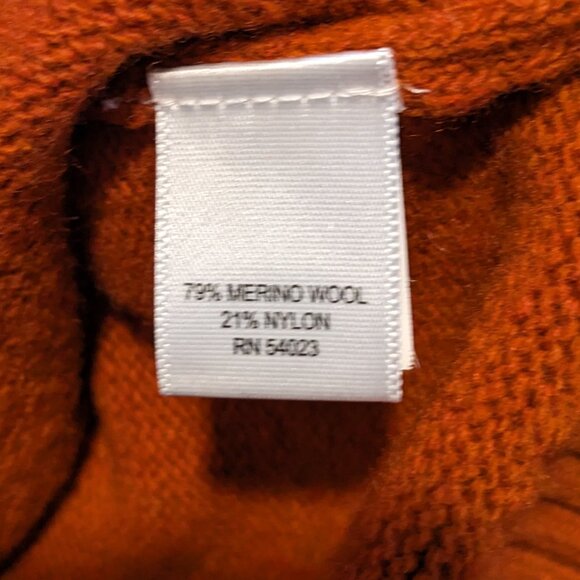 79% MERINO WOOL
21% NYLON
RN 54023